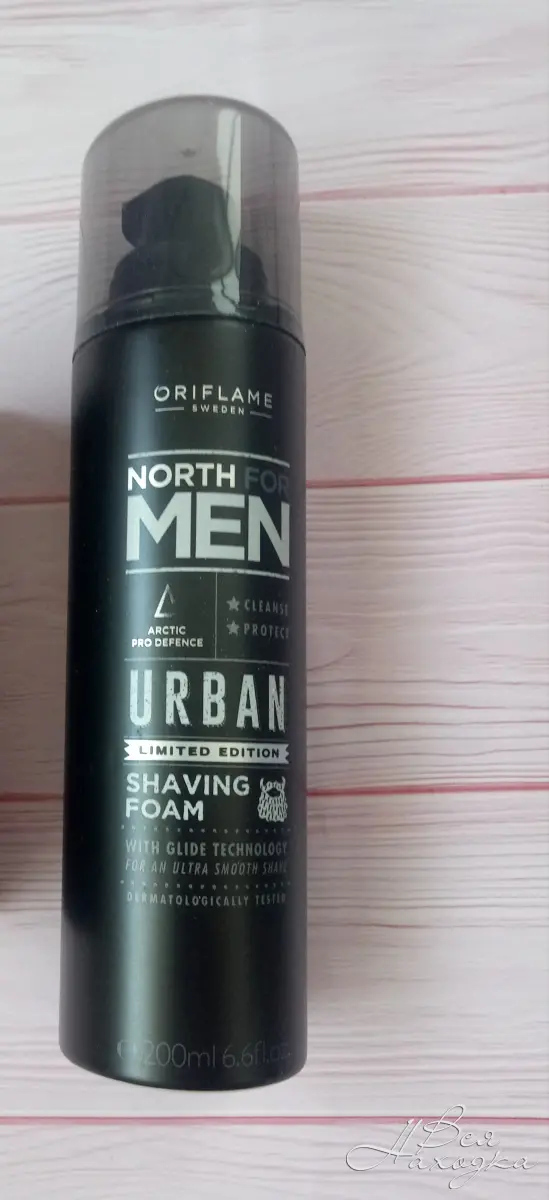 ORIFLAME
SWEDEN
NORTH FOR
MEN
ARCTIC
PRO DEFENCE
CLEANSE
PROTECT
URBAN
LIMITED EDITION
SHAVING
FOAM
WITH GLIDE TECHNOLOGY
FOR AN ULTRA SMOOTH SHAVE
DERMATOLOGICALLY TESTED
℮ 200ml 6.6fl.oz.
Вся
Находка